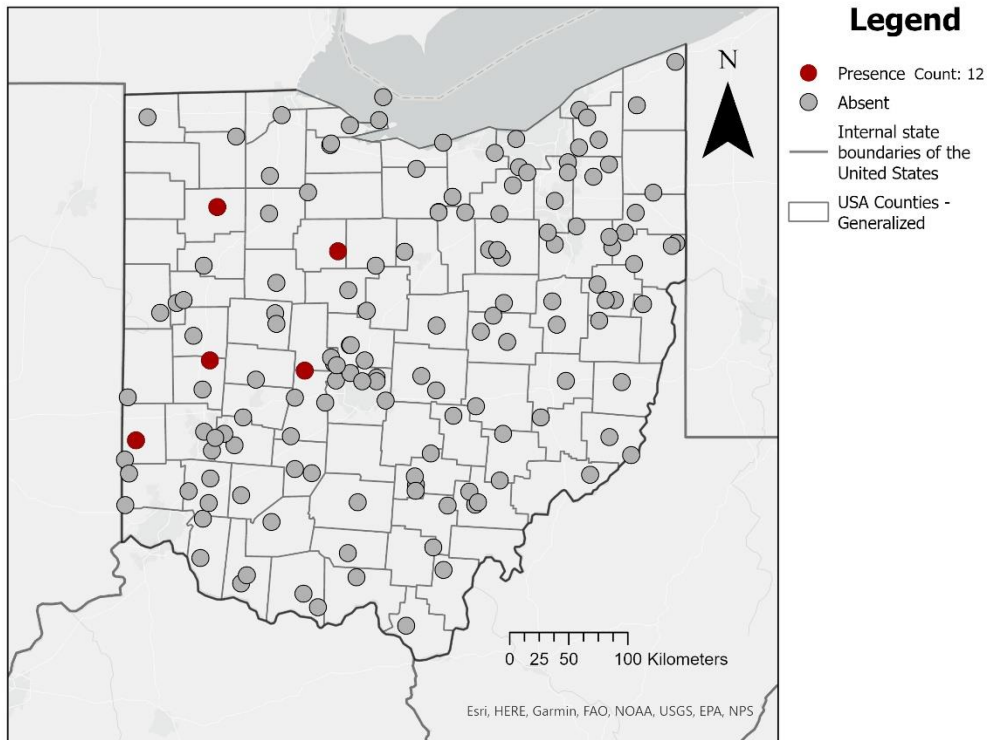 Legend
Presence Count: 12
Absent
Internal state
boundaries of the
United States
USA Counties -
Generalized
N
0 25 50 100 Kilometers
Esri, HERE, Garmin, FAO, NOAA, USGS, EPA, NPS